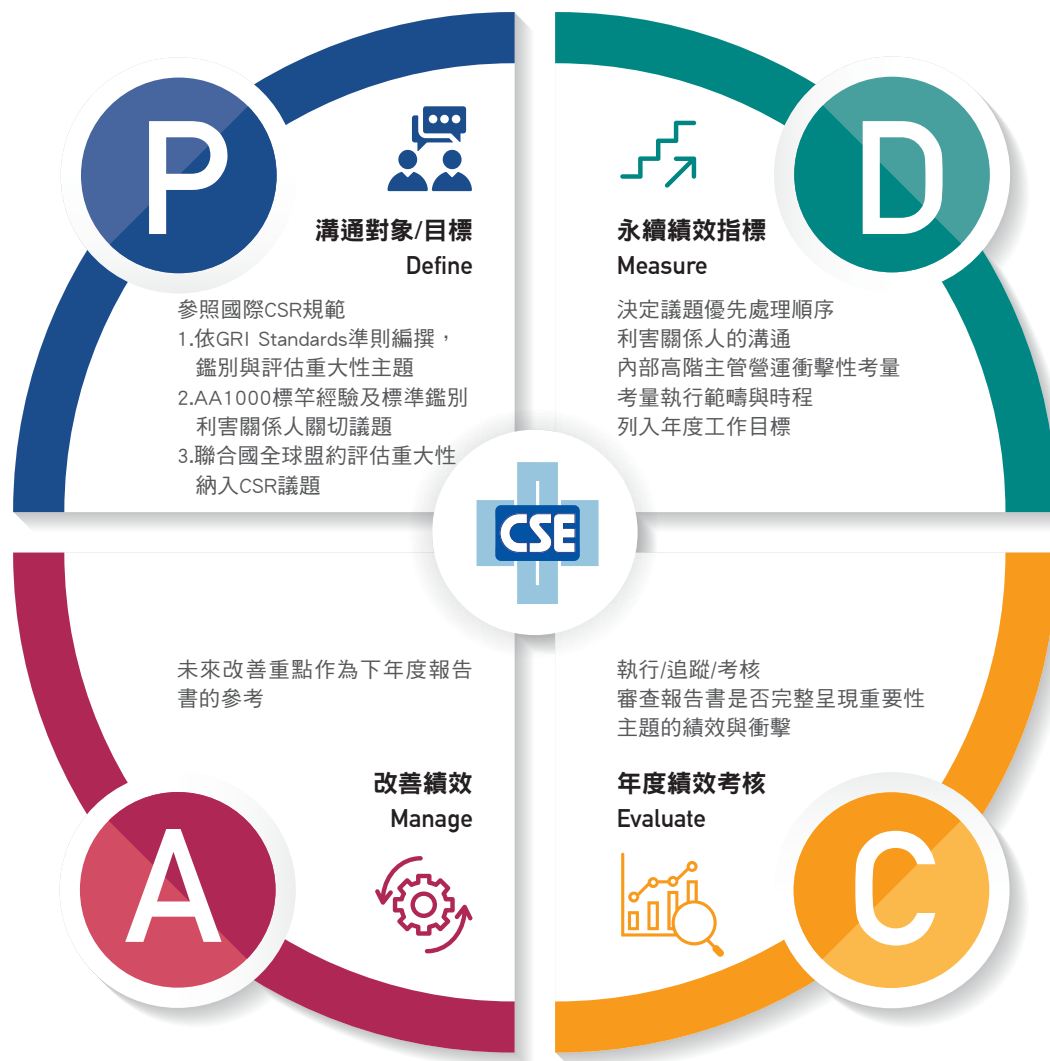 P
溝通對象/目標
Define
參照國際CSR規範
1.依GRI Standards準則編撰，
鑑別與評估重大性主題
2.AA1000標竿經驗及標準鑑別
利害關係人關切議題
3.聯合國全球盟約評估重大性
納入CSR議題
D
永續績效指標
Measure
決定議題優先處理順序
利害關係人的溝通
內部高階主管營運衝擊性考量
考量執行範疇與時程
列入年度工作目標
CSE
未來改善重點作為下年度報告
書的參考
改善績效
Manage
A
執行/追蹤/考核
審查報告書是否完整呈現重要性
主題的績效與衝擊
年度績效考核
Evaluate
C